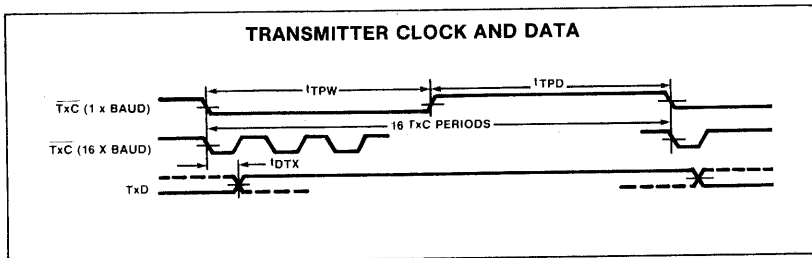 TRANSMITTER CLOCK AND DATA
tTPW
tTPD
TxC (1 x BAUD)
16 TxC PERIODS
TxC (16 X BAUD)
tDTX
TxD